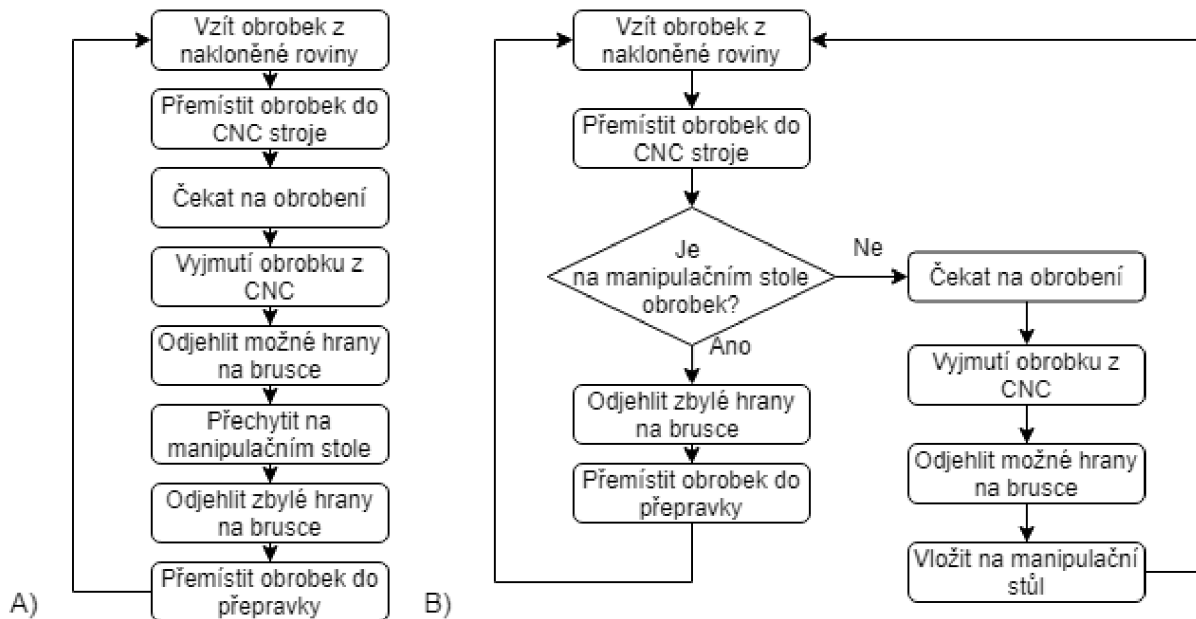 Vzít obrobek z
nakloněné roviny
Přemístit obrobek do
CNC stroje
Čekat na obrobení
Vyjmutí obrobku z
CNC
Odjehlit možné hrany
na brusce
Přechytit na
manipulačním stole
Odjehlit zbylé hrany
na brusce
Přemístit obrobek do
přepravky
A)
Vzít obrobek z
nakloněné roviny
Přemístit obrobek do
CNC stroje
Je
na manipulačním stole
obrobek?
Ano
Odjehlit zbylé hrany
na brusce
Přemístit obrobek do
přepravky
Ne
Čekat na obrobení
Vyjmutí obrobku z
CNC
Odjehlit možné hrany
na brusce
Vložit na manipulační
stůl
B)